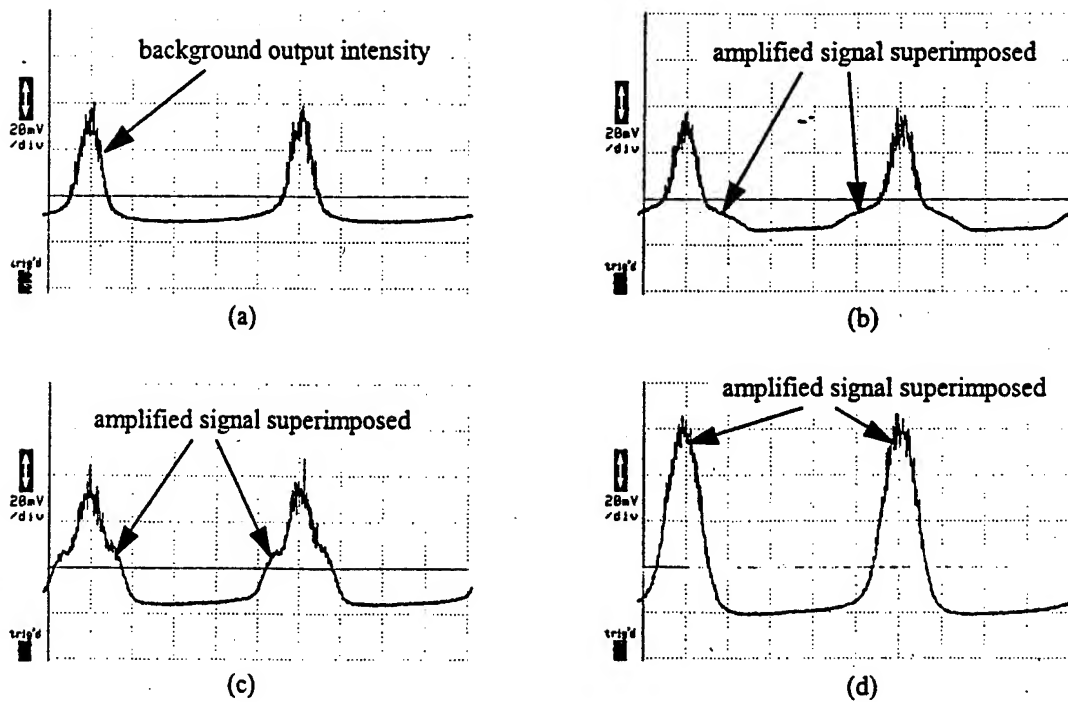 background output intensity
20mV
/div
trig'd
(a)
amplified signal superimposed
20mV
/div
trig'd
(b)
amplified signal superimposed
20mV
/div
trig'd
(c)
amplified signal superimposed
20mV
/div
trig'd
(d)